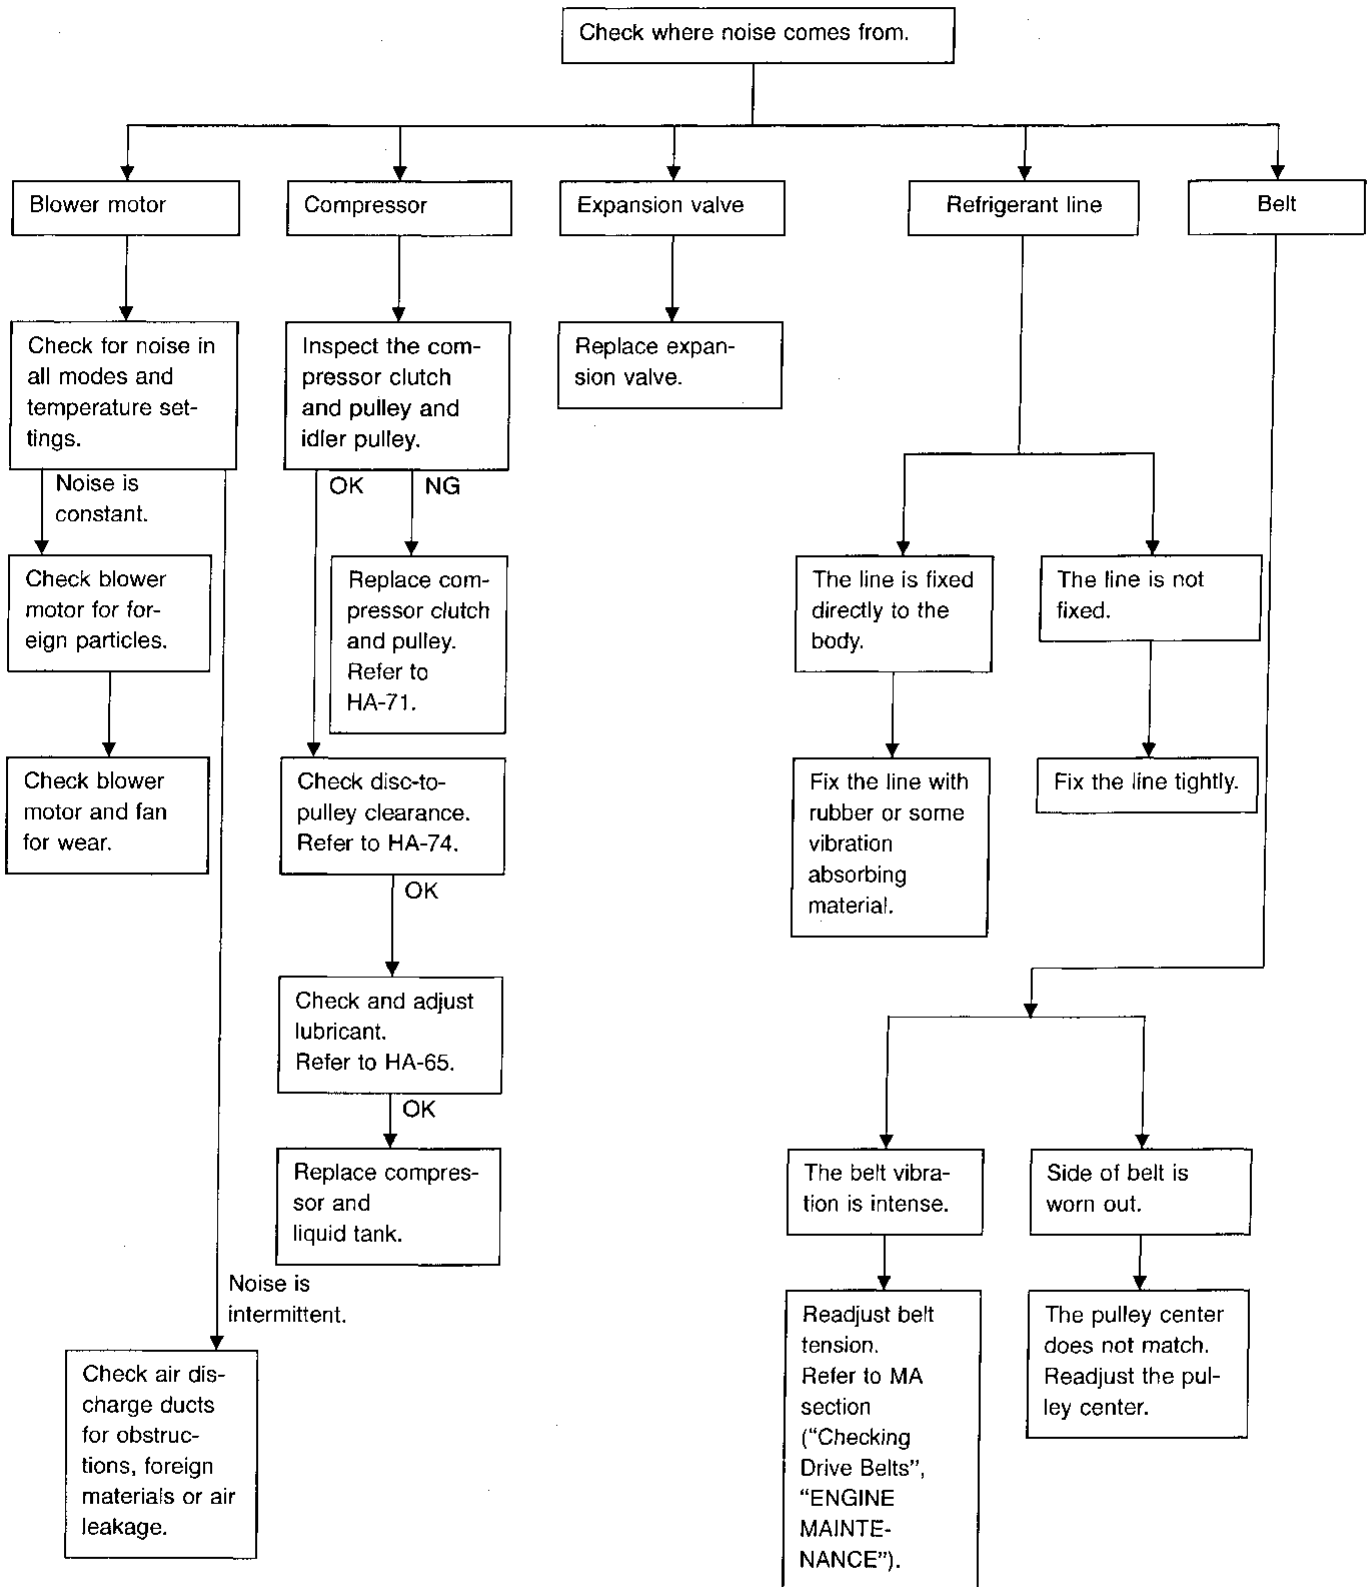 Check where noise comes from.
Blower motor
Compressor
Expansion valve
Refrigerant line
Belt
Check for noise in
all modes and
temperature set-
tings.
Noise is
constant.
Check blower
motor for for-
eign particles.
Check blower
motor and fan
for wear.
Noise is
intermittent.
Check air dis-
charge ducts
for obstruc-
tions, foreign
materials or air
leakage.
Inspect the com-
pressor clutch
and pulley and
idler pulley.
OK
NG
Replace com-
pressor clutch
and pulley.
Refer to
HA-71.
Check disc-to-
pulley clearance.
Refer to HA-74.
OK
Check and adjust
lubricant.
Refer to HA-65.
OK
Replace compres-
sor and
liquid tank.
Replace expan-
sion valve.
The line is fixed
directly to the
body.
Fix the line with
rubber or some
vibration
absorbing
material.
The line is not
fixed.
Fix the line tightly.
The belt vibra-
tion is intense.
Readjust belt
tension.
Refer to MA
section
(“Checking
Drive Belts”,
“ENGINE
MAINTE-
NANCE”).
Side of belt is
worn out.
The pulley center
does not match.
Readjust the pul-
ley center.